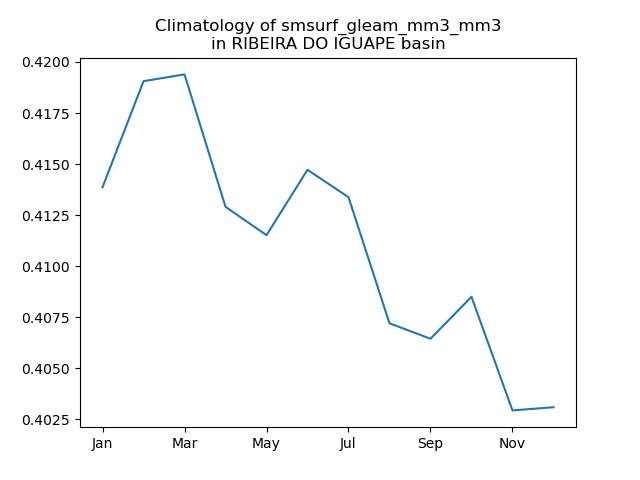 Climatology of smsurf_gleam_mm3_mm3
in RIBEIRA DO IGUAPE basin
0.4200
0.4175
0.4150
0.4125
0.4100
0.4075
0.4050
0.4025
Jan Mar May Jul Sep Nov